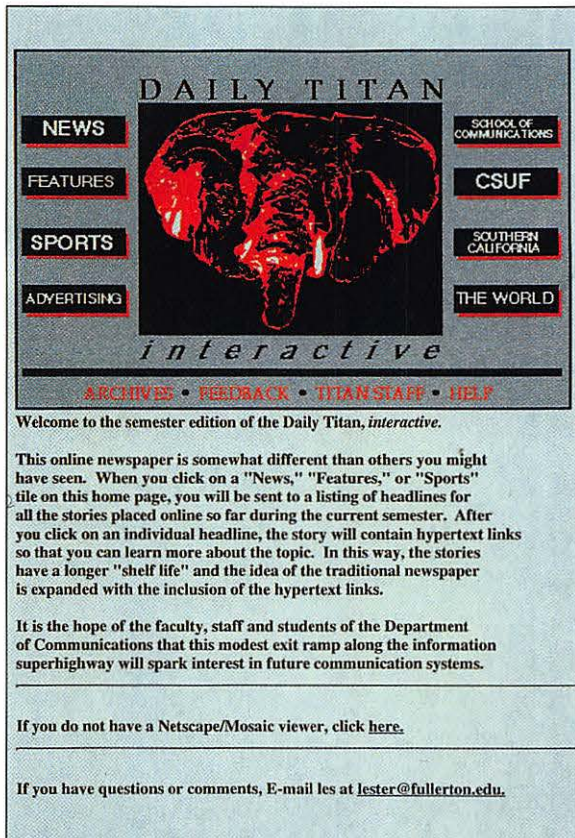 DAILY TITAN
NEWS
FEATURES
SPORTS
ADVERTISING
SCHOOL OF
COMMUNICATIONS
CSUF
SOUTHERN
CALIFORNIA
THE WORLD
interactive
ARCHIVES • FEEDBACK • TITAN STAFF • HELP
Welcome to the semester edition of the Daily Titan, interactive.
This online newspaper is somewhat different than others you might
have seen. When you click on a "News," "Features," or "Sports"
tile on this home page, you will be sent to a listing of headlines for
all the stories placed online so far during the current semester. After
you click on an individual headline, the story will contain hypertext links
so that you can learn more about the topic. In this way, the stories
have a longer "shelf life" and the idea of the traditional newspaper
is expanded with the inclusion of the hypertext links.
It is the hope of the faculty, staff and students of the Department
of Communications that this modest exit ramp along the information
superhighway will spark interest in future communication systems.
If you do not have a Netscape/Mosaic viewer, click here.
If you have questions or comments, E-mail les at lester@fullerton.edu.